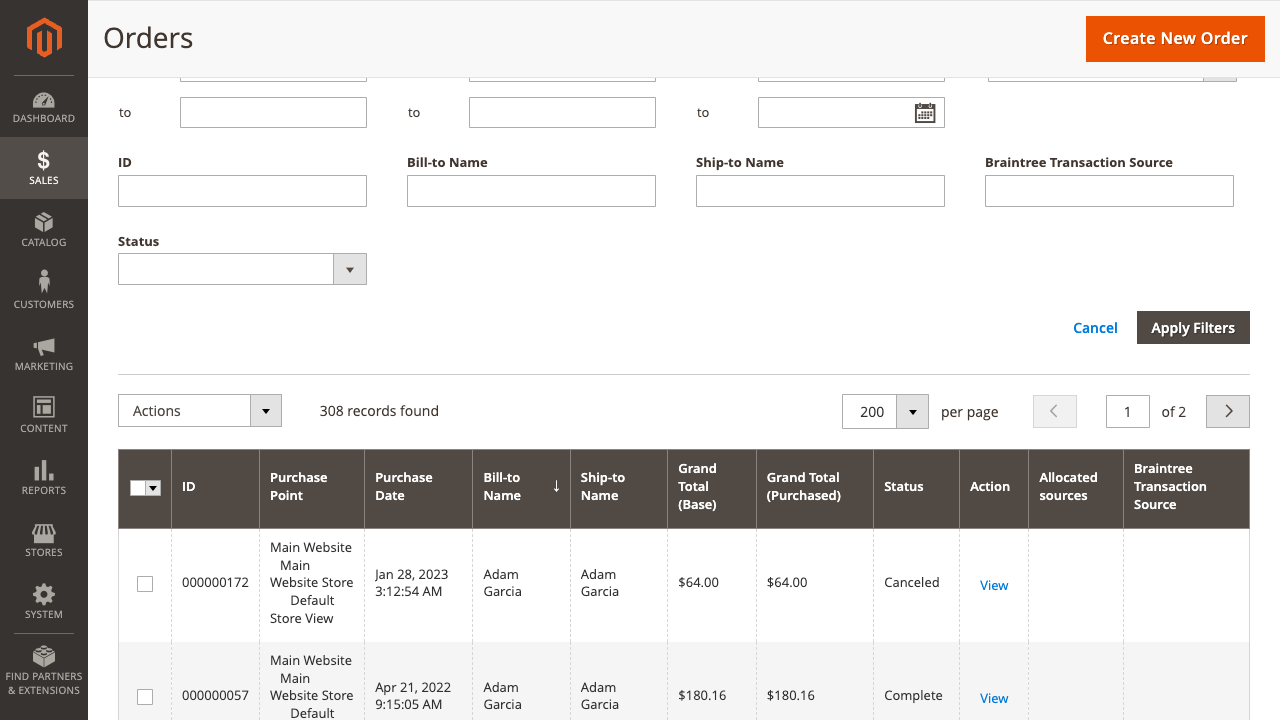 Orders
Create New Order
DASHBOARD
$
SALES
CATALOG
CUSTOMERS
MARKETING
CONTENT
REPORTS
STORES
SYSTEM
FIND PARTNERS
& EXTENSIONS
to
to
to
ID
Bill-to Name
Ship-to Name
Braintree Transaction Source
Status
Cancel
Apply Filters
Actions
308 records found
200
per page
1
of 2
ID
Purchase
Point
Purchase
Date
Bill-to
Name
↓
Ship-to
Name
Grand
Total
(Base)
Grand Total
(Purchased)
Status
Action
Allocated
sources
Braintree
Transaction
Source
000000172
Main Website
Main
Website Store
Default
Store View
Jan 28, 2023
3:12:54 AM
Adam
Garcia
Adam
Garcia
$64.00
$64.00
Canceled
View
000000057
Main Website
Main
Website Store
Default
Apr 21, 2022
9:15:05 AM
Adam
Garcia
Adam
Garcia
$180.16
$180.16
Complete
View